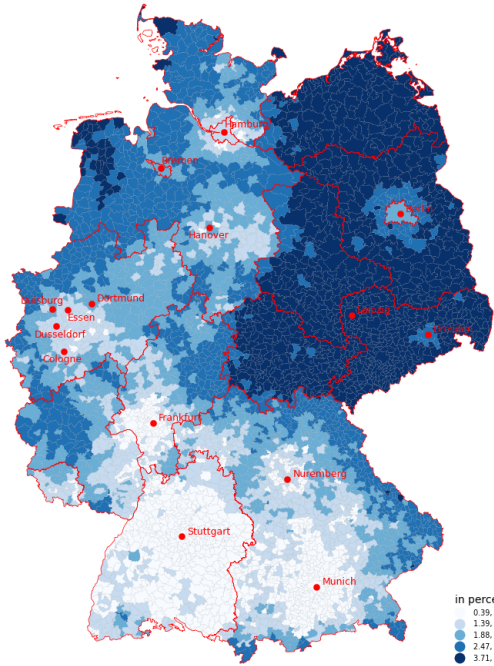 Hamburg
Bremen
Berlin
Hanover
Duisburg
Dortmund
Essen
Leipzig
Dusseldorf
Dresden
Cologne
Frankfurt
Nuremberg
Stuttgart
Munich
in perce
0.39,
1.39,
1.88,
2.47,
3.71,